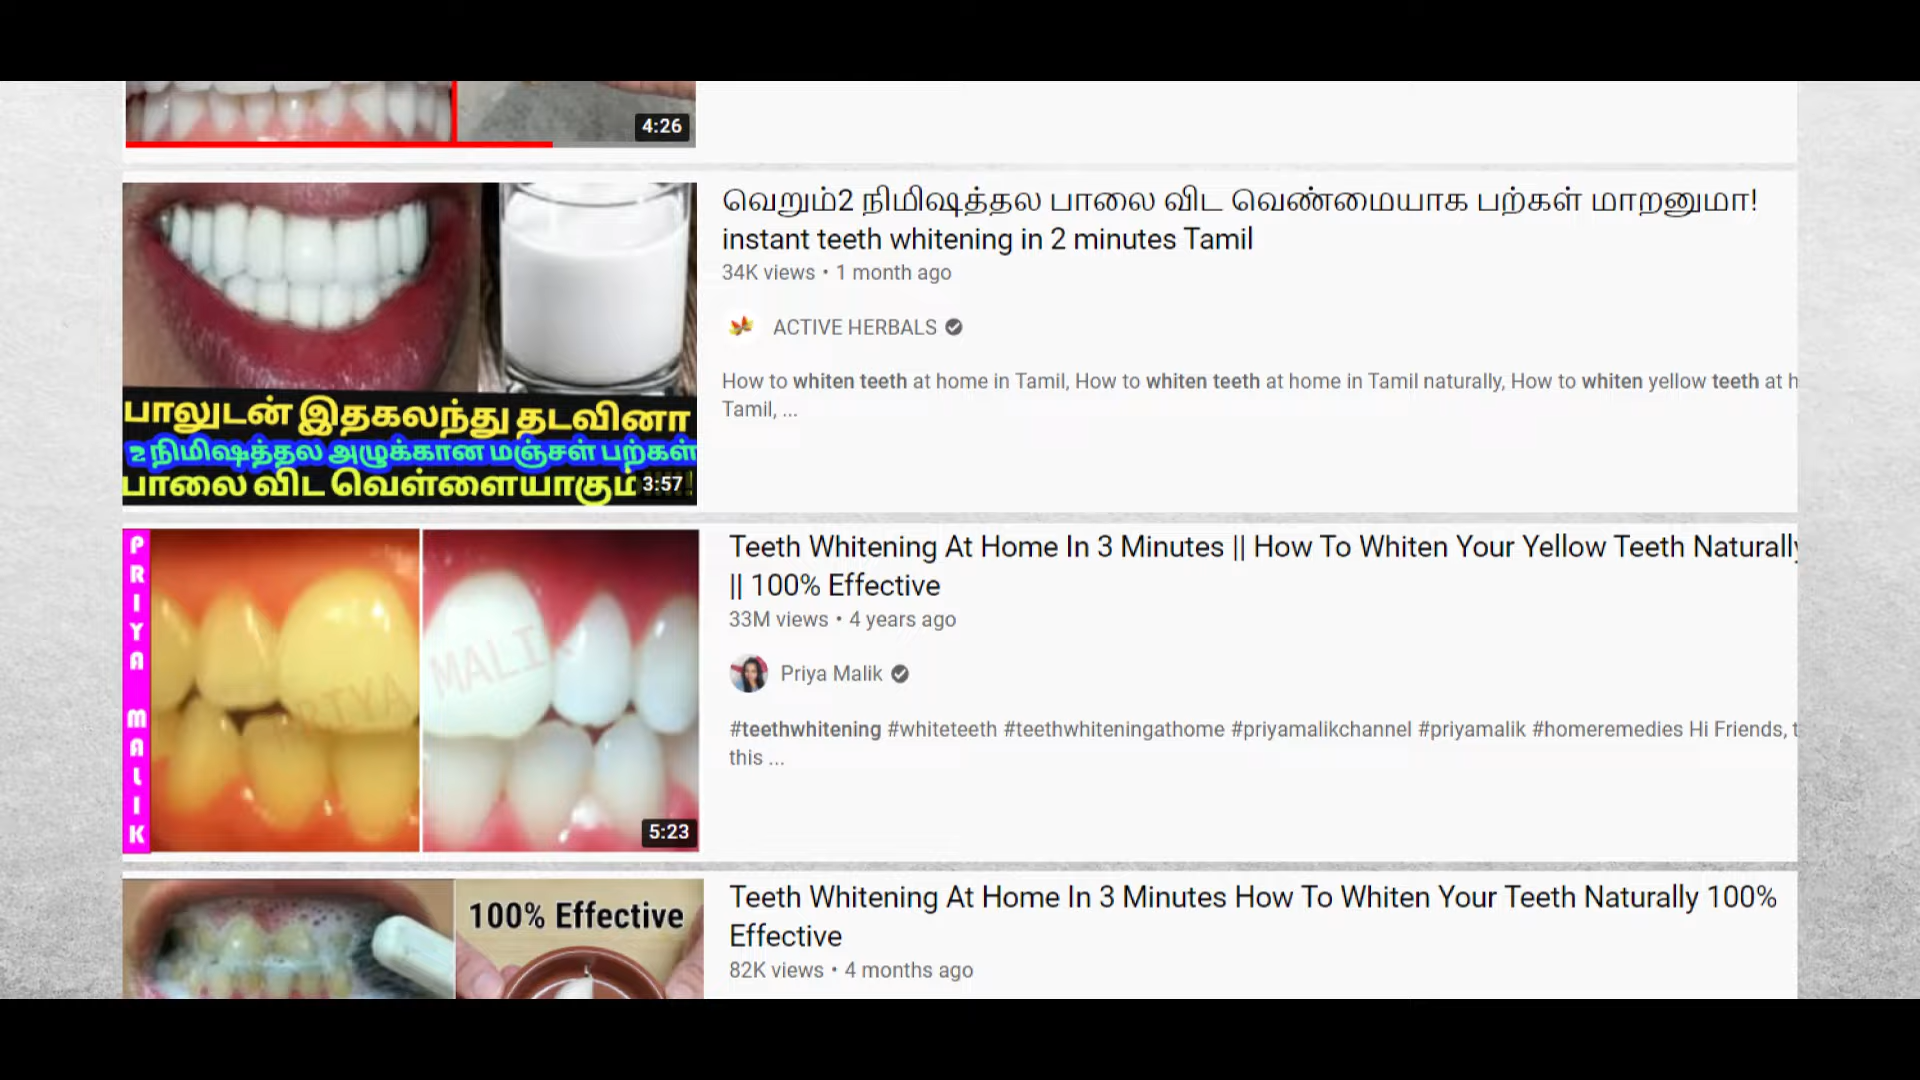 4:26
வெறும்2 நிமிஷத்தல பாலை விட வெண்மையாக பற்கள் மாறனுமா!
instant teeth whitening in 2 minutes Tamil
34K views • 1 month ago
ACTIVE HERBALS
How to whiten teeth at home in Tamil, How to whiten teeth at home in Tamil naturally, How to whiten yellow teeth at h
Tamil, ...
பாலுடன் இதகலந்து தடவினா
2 நிமிஷத்தல அழுக்கான மஞ்சள் பற்கள்
பாலை விட வெள்ளையாகும்
3:57
PRIYA MALIK
Teeth Whitening At Home In 3 Minutes || How To Whiten Your Yellow Teeth Naturally
|| 100% Effective
33M views • 4 years ago
Priya Malik
#teethwhitening #whiteteeth #teethwhiteningathome #priyamalikchannel #priyamalik #homeremedies Hi Friends, t
this ...
PRIYA MALIK
5:23
100% Effective
Teeth Whitening At Home In 3 Minutes How To Whiten Your Teeth Naturally 100%
Effective
82K views • 4 months ago